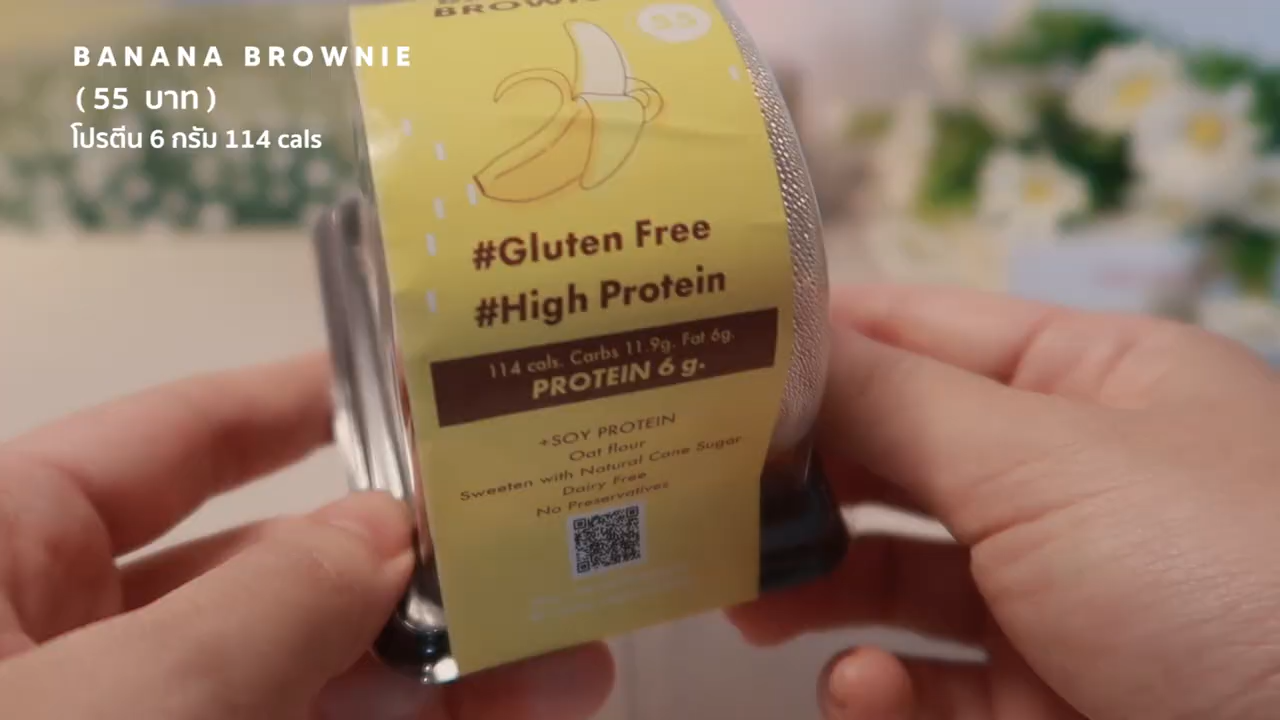 BANANA BROWNIE
(55 บาท)
โปรตีน 6 กรัม 114 cals
55
#Gluten Free
#High Protein
114 cals. Carbs 11.9g. Fat 6g.
PROTEIN 6 g.
+SOY PROTEIN
Oat flour
Sweeten with Natural Cane Sugar
Dairy Free
No Preservatives